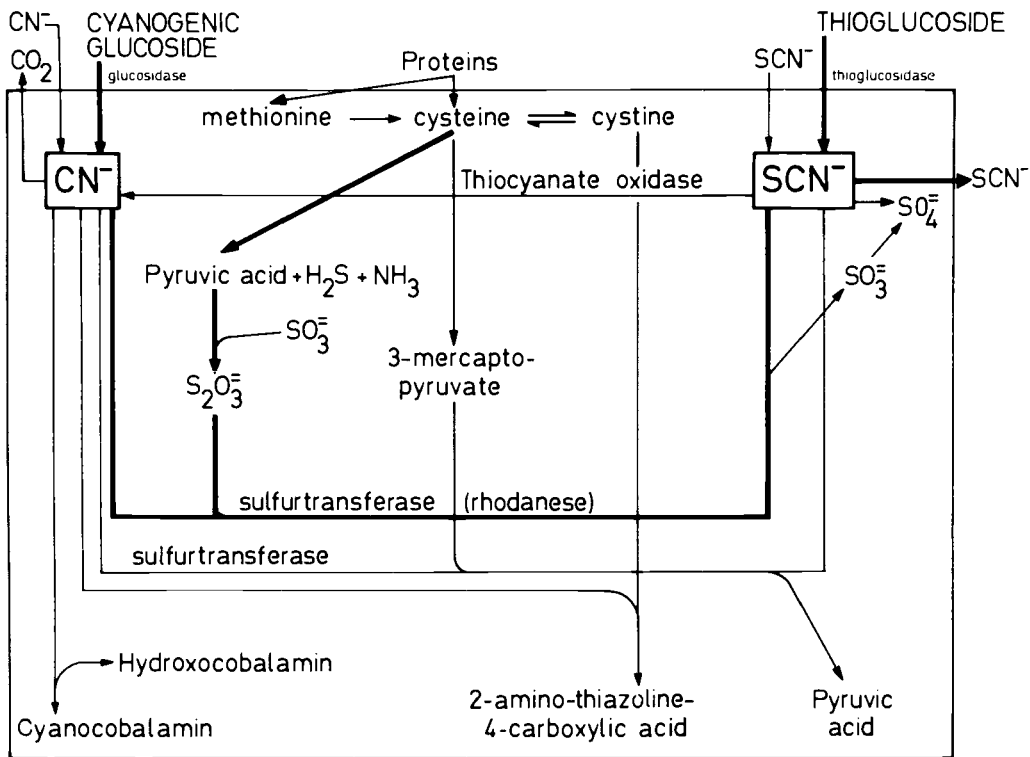 CN⁻
CYANOGENIC
GLUCOSIDE
CO₂
glucosidase
Proteins
THIOGLUCOSIDE
SCN⁻
thioglucosidase
methionine
cysteine
cystine
CN⁻
Thiocyanate oxidase
SCN⁻
SCN⁻
SO₄⁼
Pyruvic acid + H₂S + NH₃
SO₃⁼
SO₃⁼
3-mercapto-
pyruvate
S₂O₃⁼
sulfurtransferase (rhodanese)
sulfurtransferase
Hydroxocobalamin
Cyanocobalamin
2-amino-thiazoline-
4-carboxylic acid
Pyruvic
acid